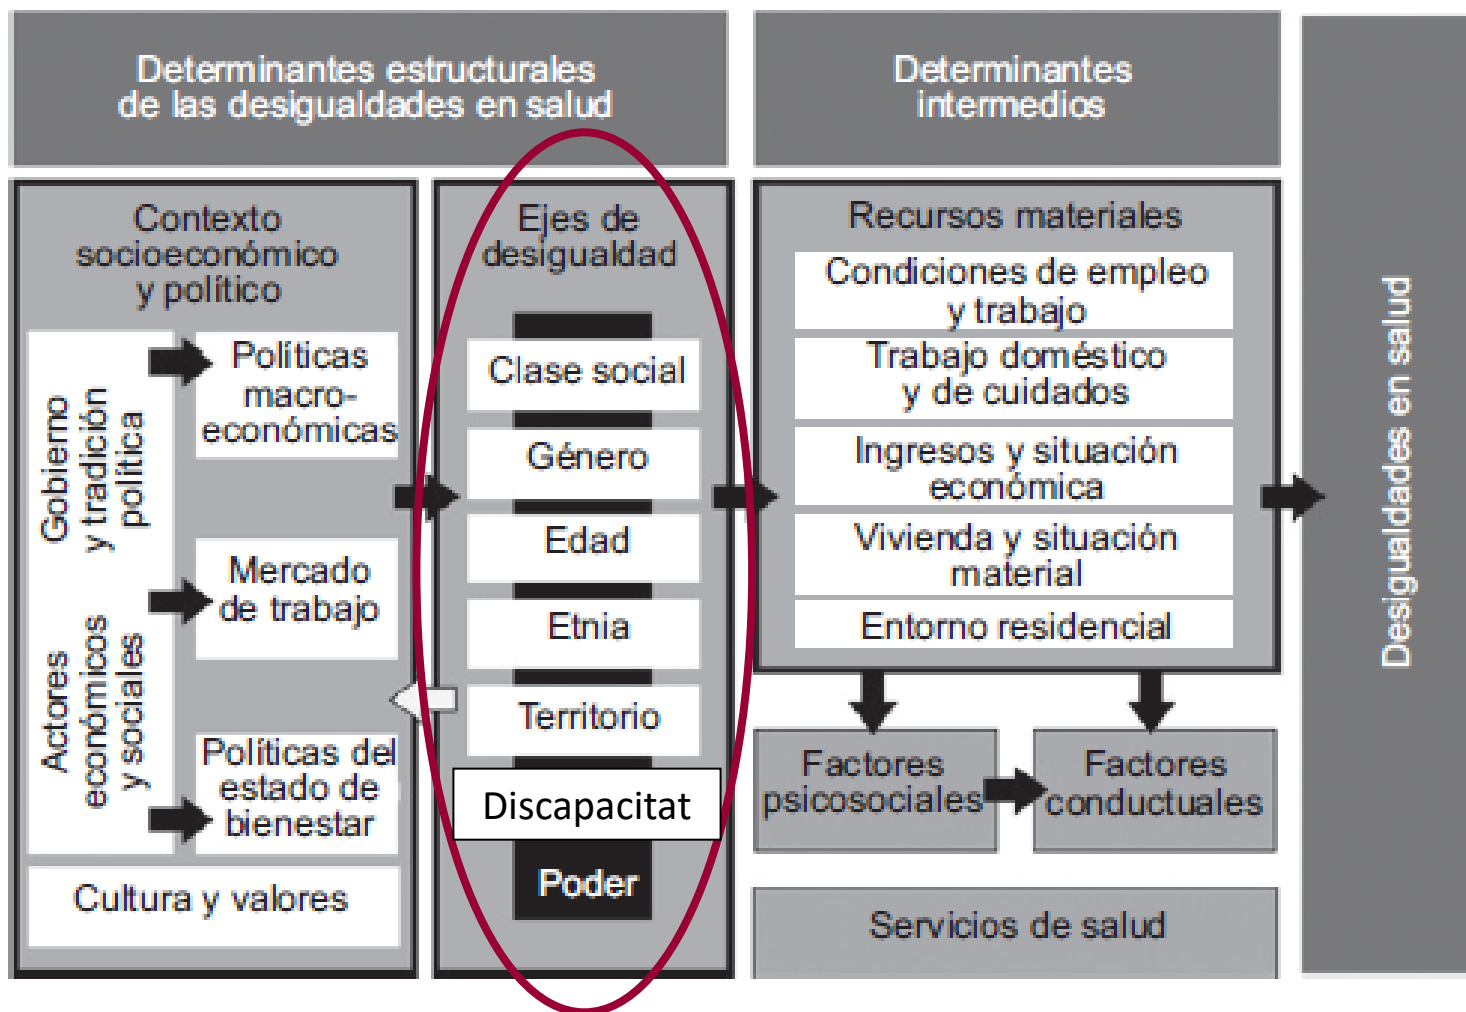 Determinantes estructurales
de las desigualdades en salud
Determinantes
intermedios
Contexto
socioeconómico
y político
Gobierno
y tradición
política
Actores
económicos
y sociales
Políticas
macro-
económicas
Mercado
de trabajo
Políticas del
estado de
bienestar
Cultura y valores
Ejes de
desigualdad
Clase social
Género
Edad
Etnia
Territorio
Discapacitat
Poder
Recursos materiales
Condiciones de empleo
y trabajo
Trabajo doméstico
y de cuidados
Ingresos y situación
económica
Vivienda y situación
material
Entorno residencial
Factores
psicosociales
Factores
conductuales
Servicios de salud
Desigualdades en salud